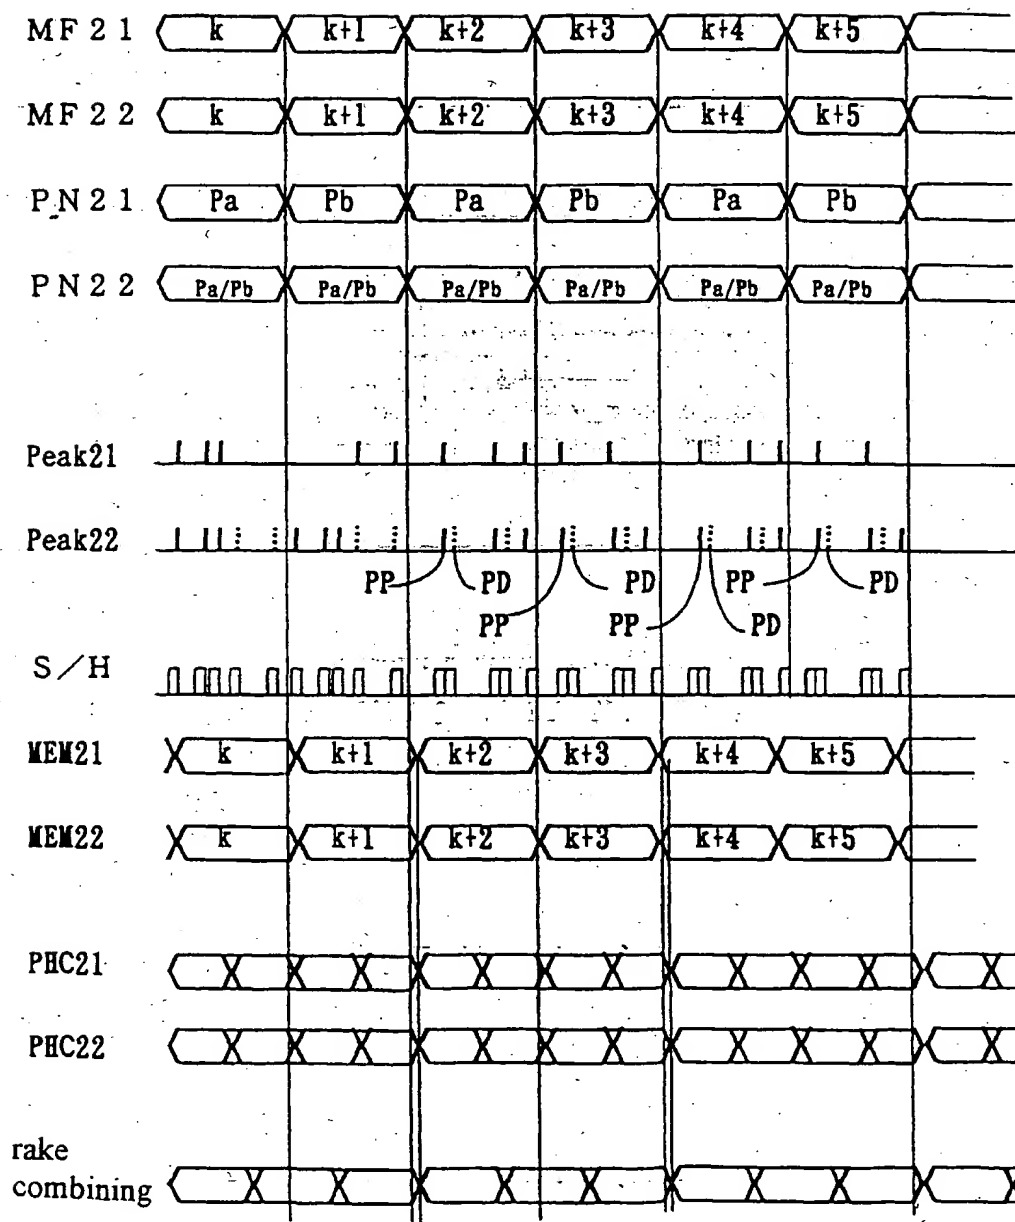 MF21 k k+1 k+2 k+3 k+4 k+5
MF22 k k+1 k+2 k+3 k+4 k+5
PN21 Pa Pb Pa Pb Pa Pb
PN22 Pa/Pb Pa/Pb Pa/Pb Pa/Pb Pa/Pb Pa/Pb
Peak21
Peak22
PP PD PD PP PD
PP PP PD
S/H
MEM21 k k+1 k+2 k+3 k+4 k+5
MEM22 k k+1 k+2 k+3 k+4 k+5
PHC21
PHC22
rake
combining